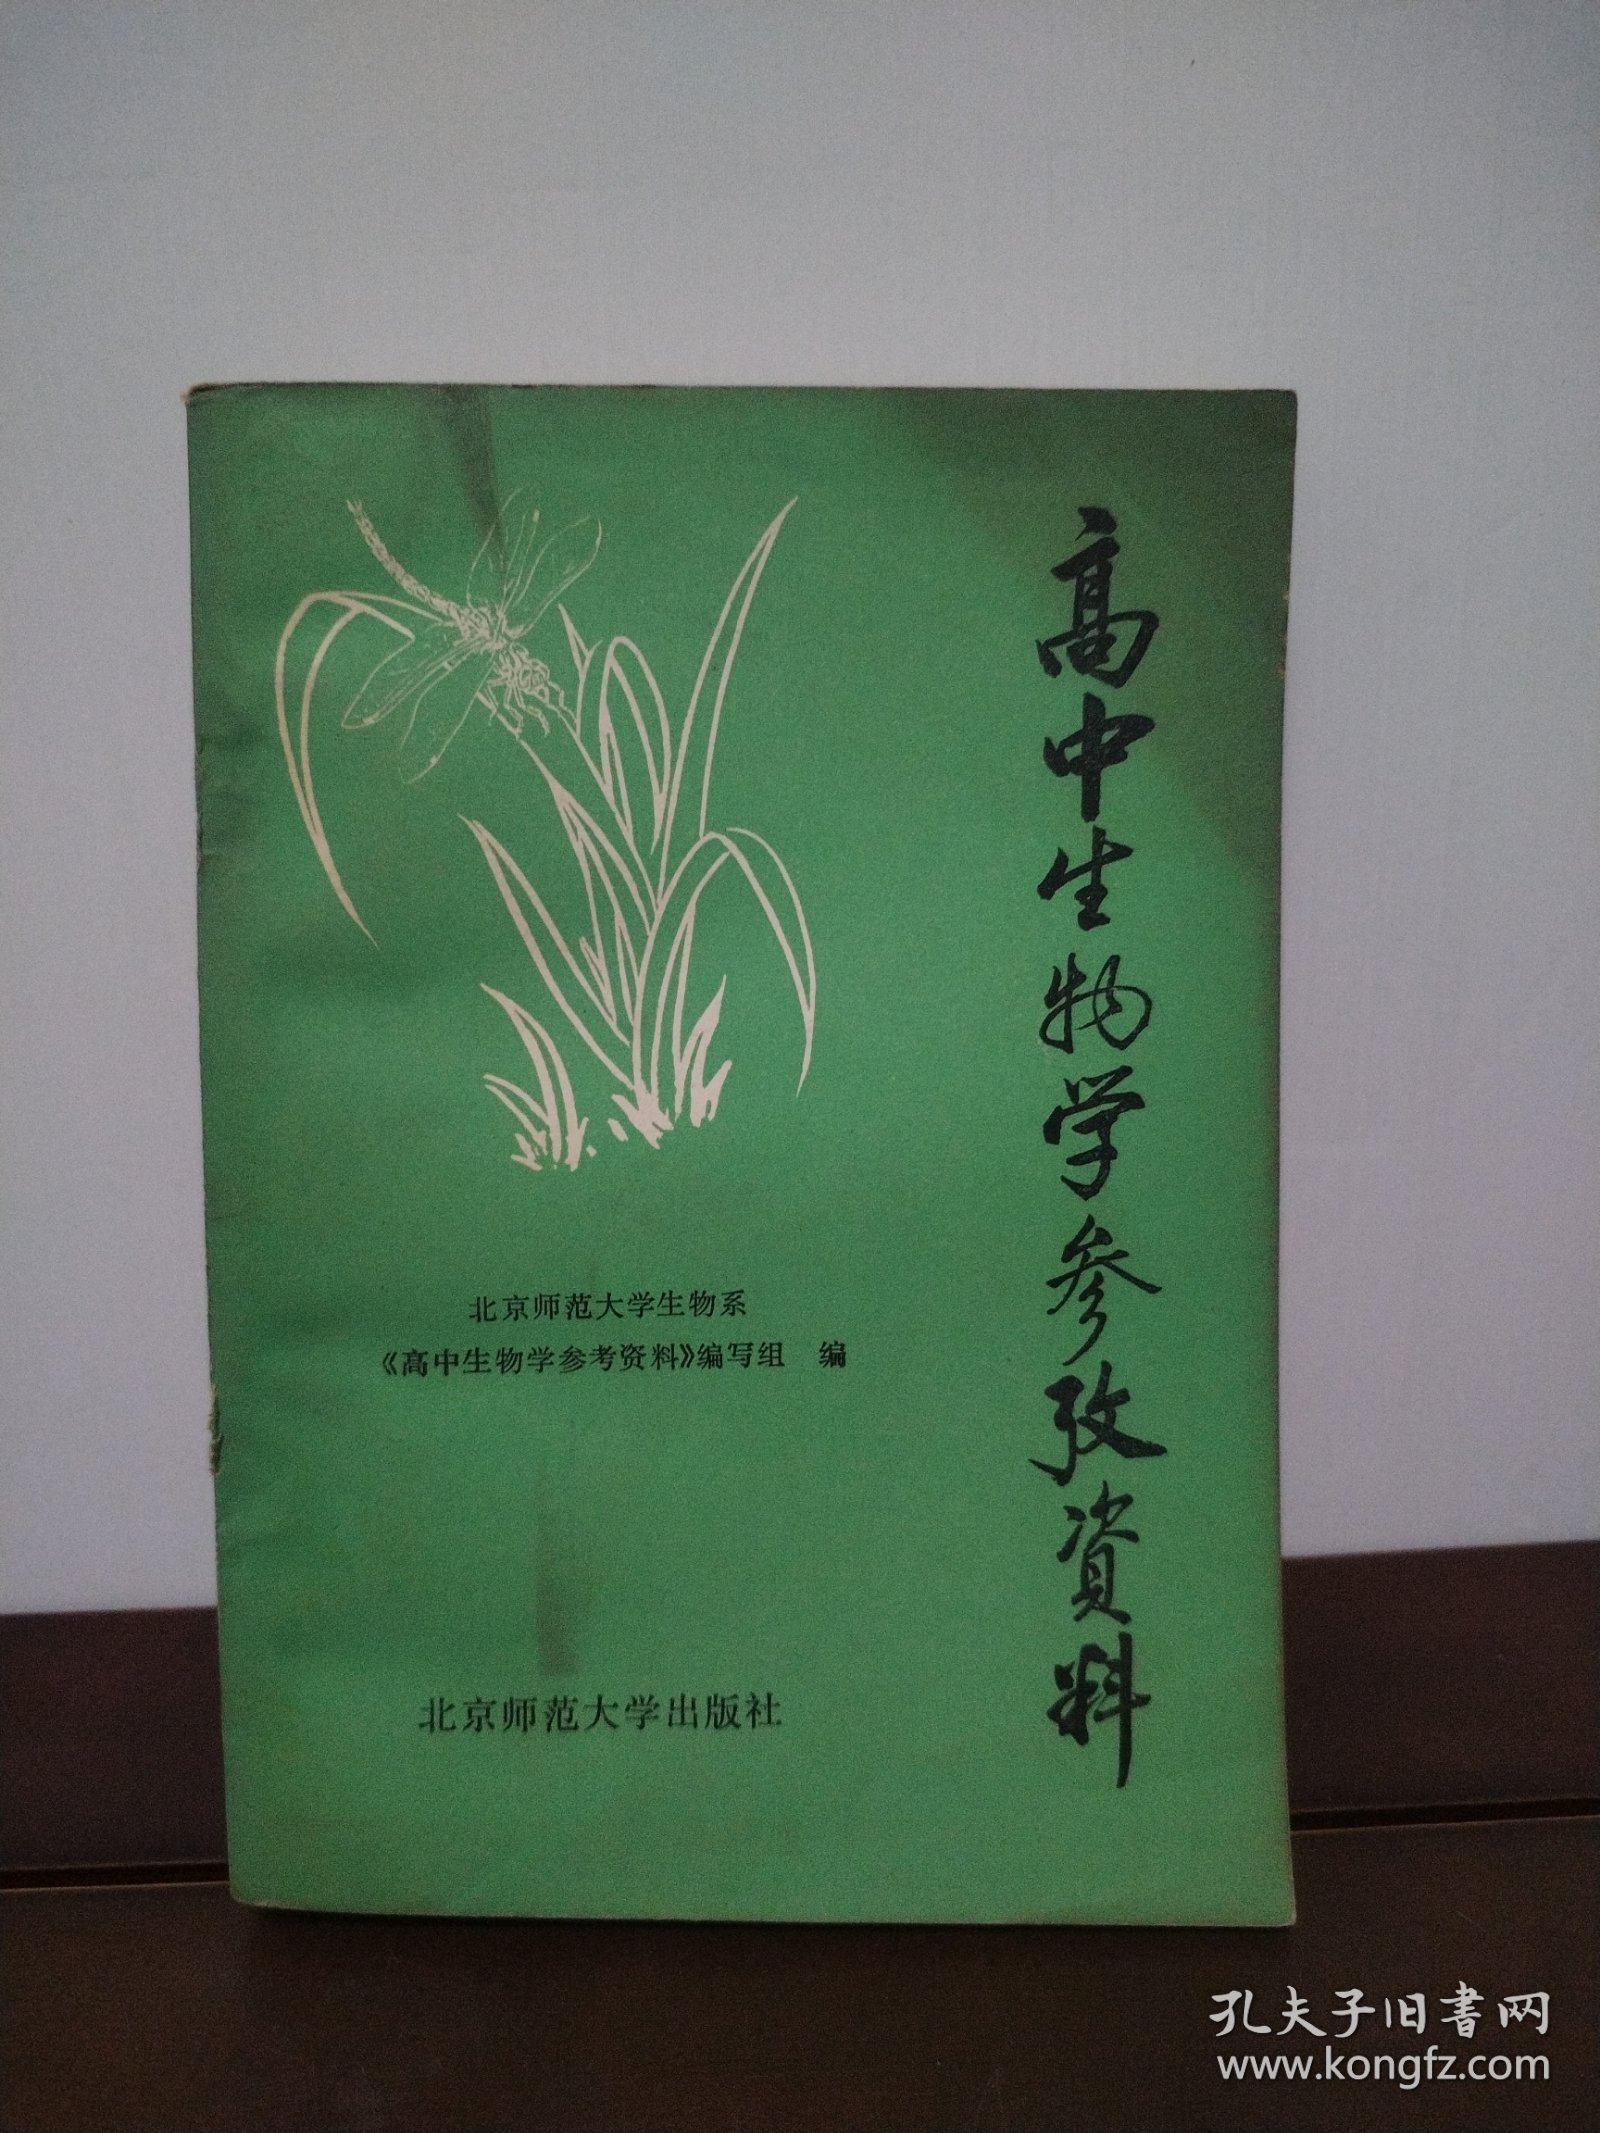 高中生物学参攷資料
北京师范大学生物系
《高中生物学参考资料》编写组 编
北京师范大学出版社
孔夫子旧书网
www.kongfz.com